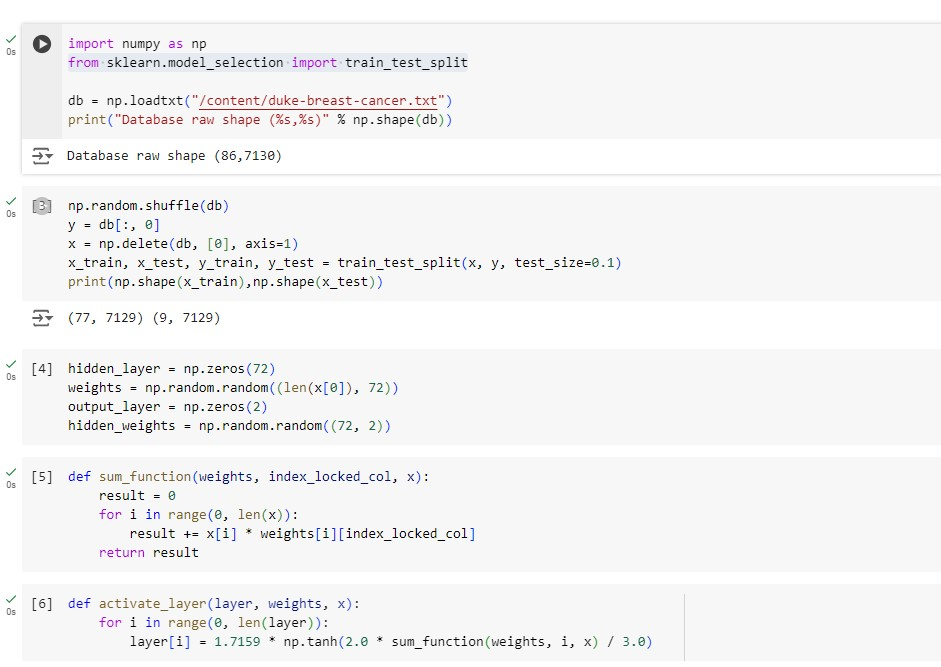 import numpy as np
0s
from sklearn.model_selection import train_test_split
db = np.loadtxt("/content/duke-breast-cancer.txt")
print("Database raw shape (%s,%s)" % np.shape(db))
Database raw shape (86,7130)
[3] np.random.shuffle(db)
0s
y = db[:, 0]
x = np.delete(db, [0], axis=1)
x_train, x_test, y_train, y_test = train_test_split(x, y, test_size=0.1)
print(np.shape(x_train),np.shape(x_test))
(77, 7129) (9, 7129)
[4] hidden_layer = np.zeros(72)
0s
weights = np.random.random((len(x[0]), 72))
output_layer = np.zeros(2)
hidden_weights = np.random.random((72, 2))
[5] def sum_function(weights, index_locked_col, x):
0s
    result = 0
    for i in range(0, len(x)):
        result += x[i] * weights[i][index_locked_col]
    return result
[6] def activate_layer(layer, weights, x):
0s
    for i in range(0, len(layer)):
        layer[i] = 1.7159 * np.tanh(2.0 * sum_function(weights, i, x) / 3.0)